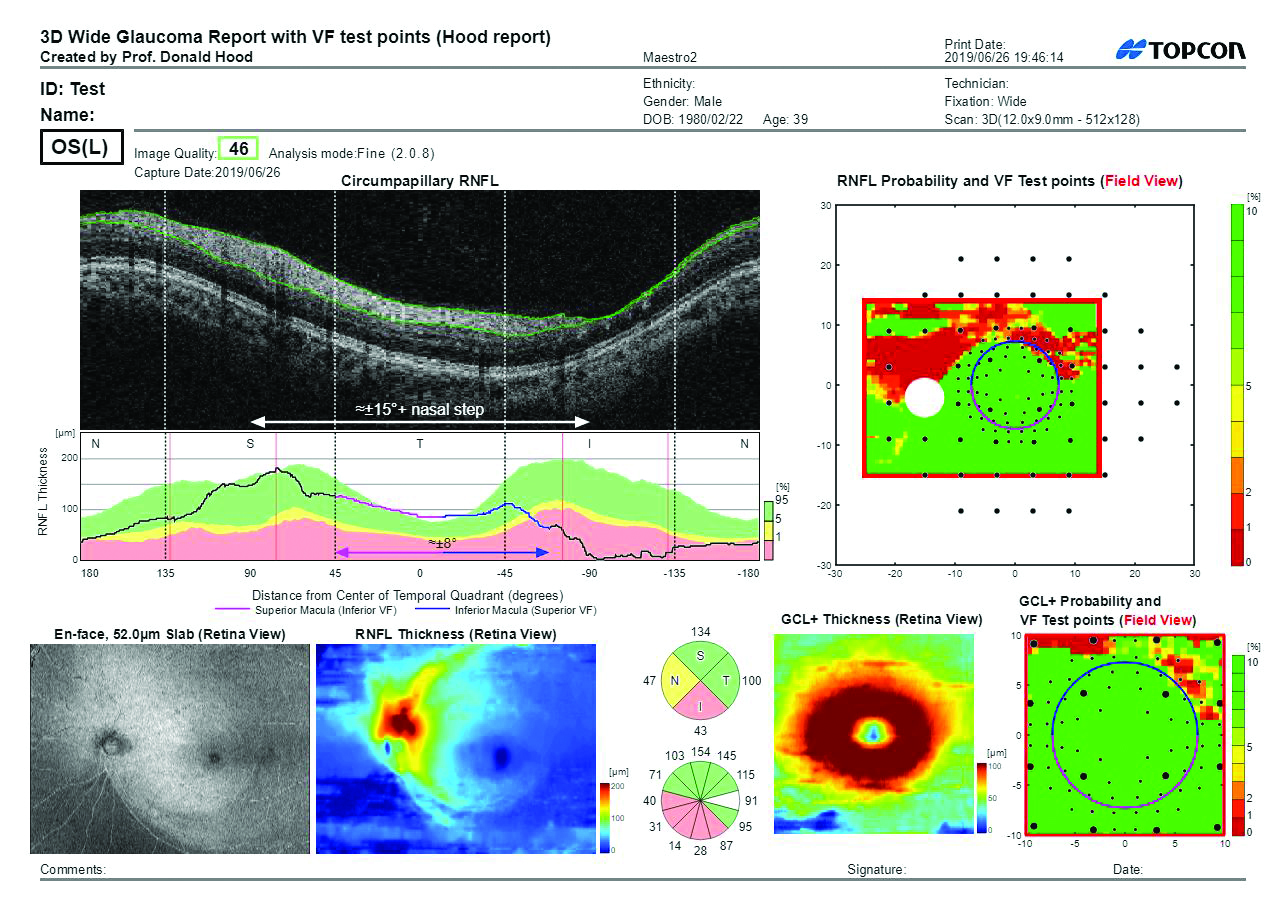 3D Wide Glaucoma Report with VF test points (Hood report)
Created by Prof. Donald Hood
Maestro2
Print Date:
2019/06/26 19:46:14
TOPCON
ID: Test
Name:
Ethnicity:
Gender: Male
DOB: 1980/02/22 Age: 39
Technician:
Fixation: Wide
Scan: 3D(12.0x9.0mm - 512x128)
OS(L)
Image Quality: 46 Analysis mode:Fine (2.0.8)
Capture Date:2019/06/26
Circumpapillary RNFL
≈±15°+ nasal step
[μm]
N S T I N
200
100
0
RNFL Thickness
≈±8°
[%]
95
5
1
180 135 90 45 0 -45 -90 -135 -180
Distance from Center of Temporal Quadrant (degrees)
Superior Macula (Inferior VF) Inferior Macula (Superior VF)
RNFL Probability and VF Test points (Field View)
30
20
10
0
-10
-20
-30
-30 -20 -10 0 10 20 30
[%]
10
5
2
1
0
En-face, 52.0μm Slab (Retina View)
RNFL Thickness (Retina View)
[μm]
200
100
0
134
S
47 N T 100
I
43
103 154 145
71 115
40 91
31 95
14 28 87
GCL+ Thickness (Retina View)
[μm]
100
50
0
GCL+ Probability and
VF Test points (Field View)
10
5
0
-5
-10
-10 -5 0 5 10
[%]
10
5
2
1
0
Comments:
Signature:
Date: